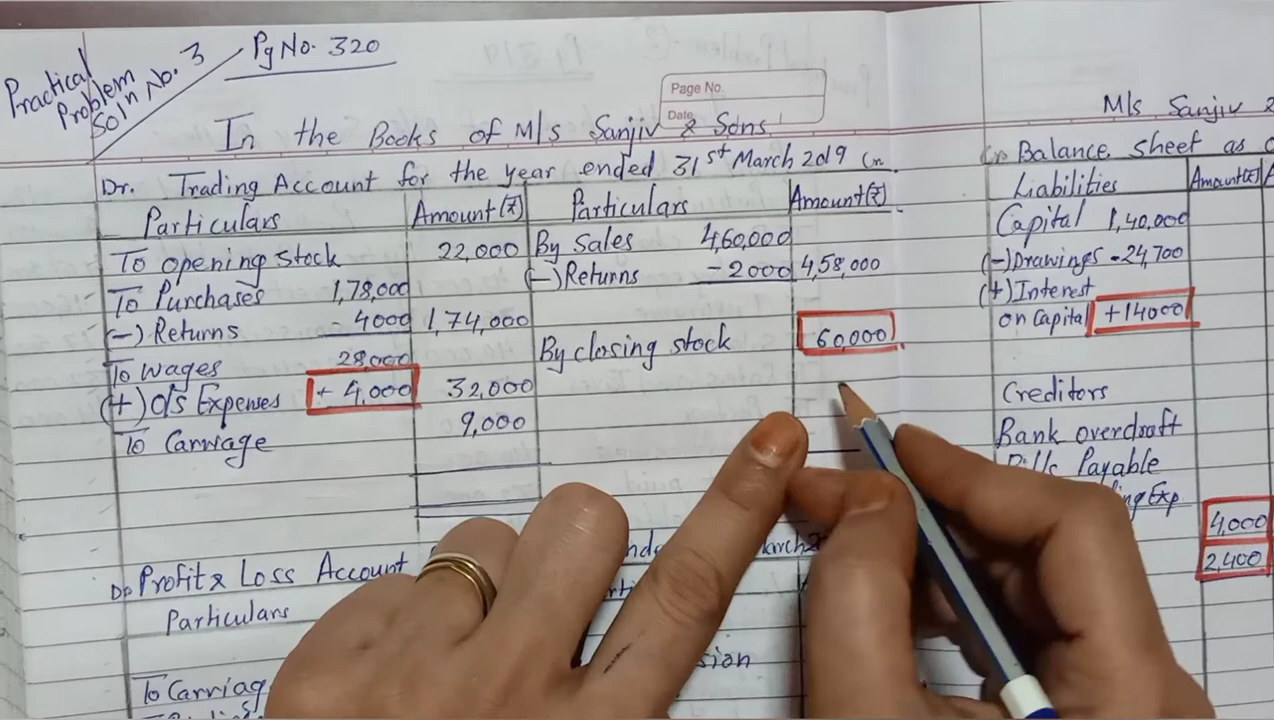 Practical
Problem
Soln No. 3
Pg No. 320
Page No.
Date
In the Books of M/s Sanjiv & Sons
Dr. Trading Account for the year ended 31st March 2019 Cr.
Particulars Amount(₹) Particulars Amount(₹)
To opening stock 22,000 By Sales 4,60,000
(-) Returns - 2000 4,58,000
To Purchases 1,78,000
(-) Returns - 4000 1,74,000
By closing stock 60,000
To Wages 28,000
(+) O/s Expenses + 4,000 32,000
To Carriage 9,000
Dr. Profit & Loss Account
Particulars
To Carriag
M/s Sanjiv &
Balance sheet as o
Liabilities Amount(₹)
Capital 1,40,000
(-) Drawings - 24,700
(+) Interest
on Capital + 14000
Creditors
Bank overdraft
Bills Payable
ng Exp. 4,000
2,400